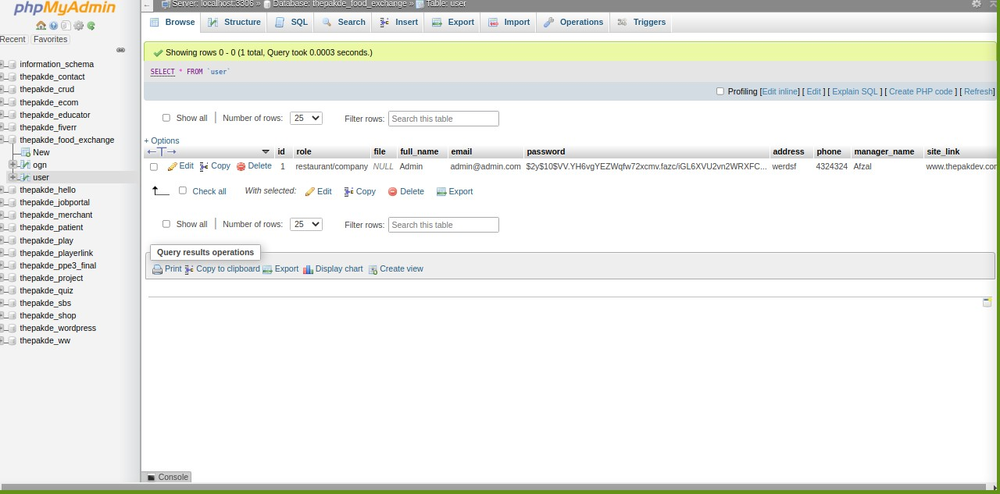 phpMyAdmin
Recent Favorites
information_schema
thepakde_contact
thepakde_crud
thepakde_ecom
thepakde_educator
thepakde_fiverr
thepakde_food_exchange
New
ogn
user
thepakde_hello
thepakde_jobportal
thepakde_merchant
thepakde_patient
thepakde_play
thepakde_playerlink
thepakde_ppe3_final
thepakde_project
thepakde_quiz
thepakde_sbs
thepakde_shop
thepakde_wordpress
thepakde_ww
Server: localhost:3306 » Database: thepakde_food_exchange » Table: user
Browse Structure SQL Search Insert Export Import Privileges Operations Triggers
Showing rows 0 - 0 (1 total, Query took 0.0003 seconds.)
SELECT * FROM `user`
Profiling [Edit inline] [ Edit ] [ Explain SQL ] [ Create PHP code ] [ Refresh]
Show all | Number of rows: 25 Filter rows: Search this table
+ Options
←T→ id role file full_name email password address phone manager_name site_link
Edit Copy Delete 1 restaurant/company NULL Admin admin@admin.com $2y$10$VV.YH6vgYEZWqfw72xcmv.fazc/iGL6XVU2vn2WRXFC... werdsf 4324324 Afzal www.thepakdev.com
Check all With selected: Edit Copy Delete Export
Show all | Number of rows: 25 Filter rows: Search this table
Query results operations
Print Copy to clipboard Export Display chart Create view
Console